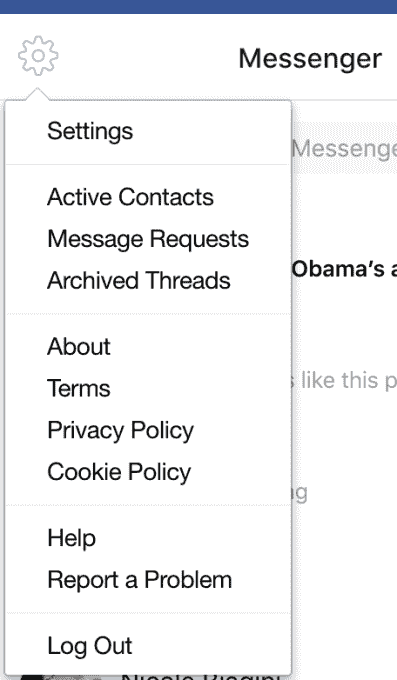 Messenger
Settings
Messenge
Active Contacts
Message Requests
Obama's a
Archived Threads
About
Terms
like this p
Privacy Policy
Cookie Policy
Help
Report a Problem
Log Out